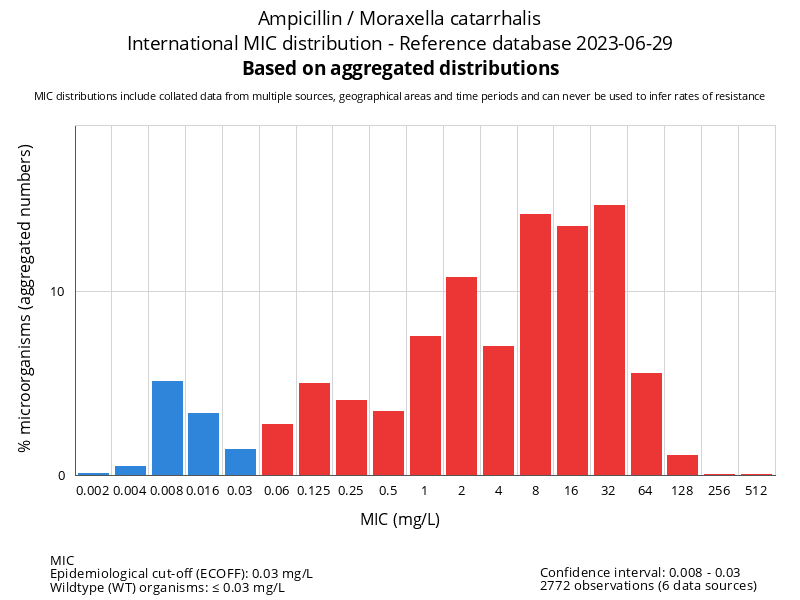 Ampicillin / Moraxella catarrhalis
International MIC distribution - Reference database 2023-06-29
Based on aggregated distributions
MIC distributions include collated data from multiple sources, geographical areas and time periods and can never be used to infer rates of resistance
% microorganisms (aggregated numbers)
10
0
0.002 0.004 0.008 0.016 0.03 0.06 0.125 0.25 0.5 1 2 4 8 16 32 64 128 256 512
MIC (mg/L)
MIC
Epidemiological cut-off (ECOFF): 0.03 mg/L
Wildtype (WT) organisms: ≤ 0.03 mg/L
Confidence interval: 0.008 - 0.03
2772 observations (6 data sources)